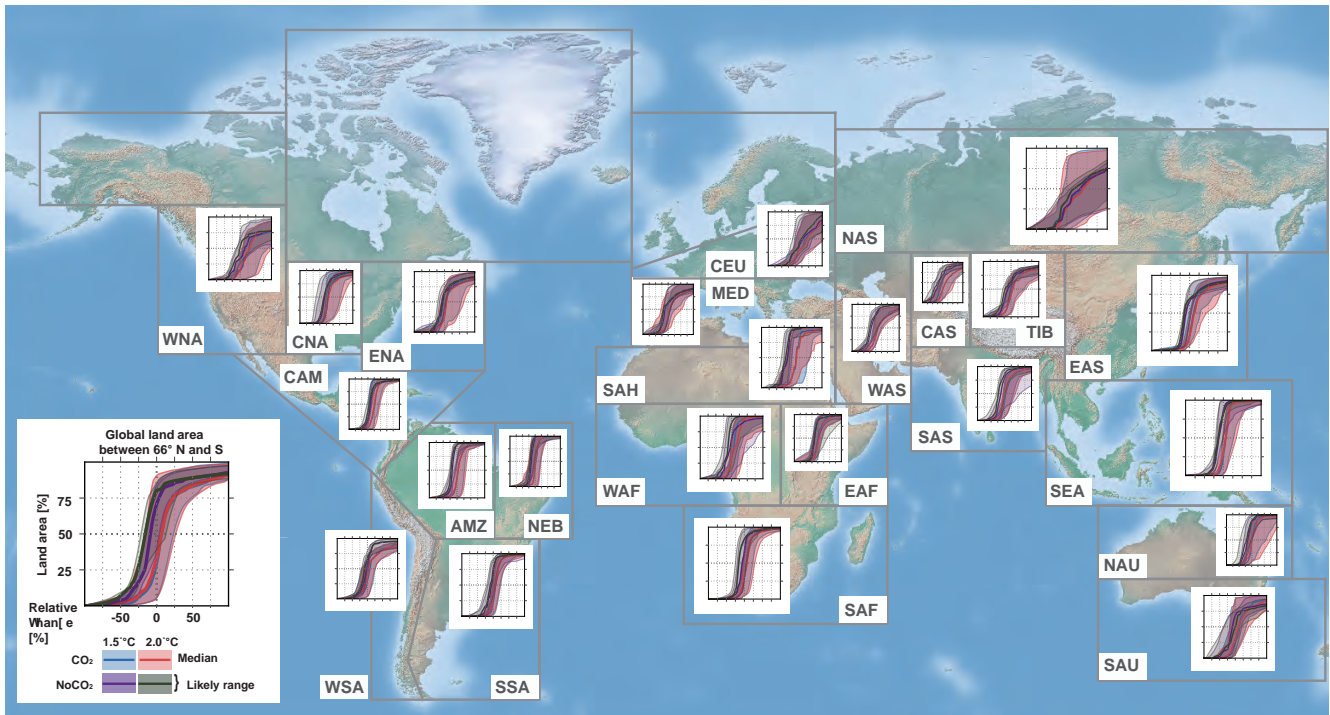 NAS
CEU
MED
WNA
CNA
ENA
CAS
TIB
EAS
CAM
SAH
WAS
SAS
WAF
EAF
SEA
AMZ
NEB
NAU
SAF
SAU
WSA
SSA
Global land area
between 66° N and S
Land area [%]
75
50
25
-50 0 50
Relative
Whan[ e
[%]
1.5°C 2.0°C
CO₂ Median
NoCO₂ } Likely range